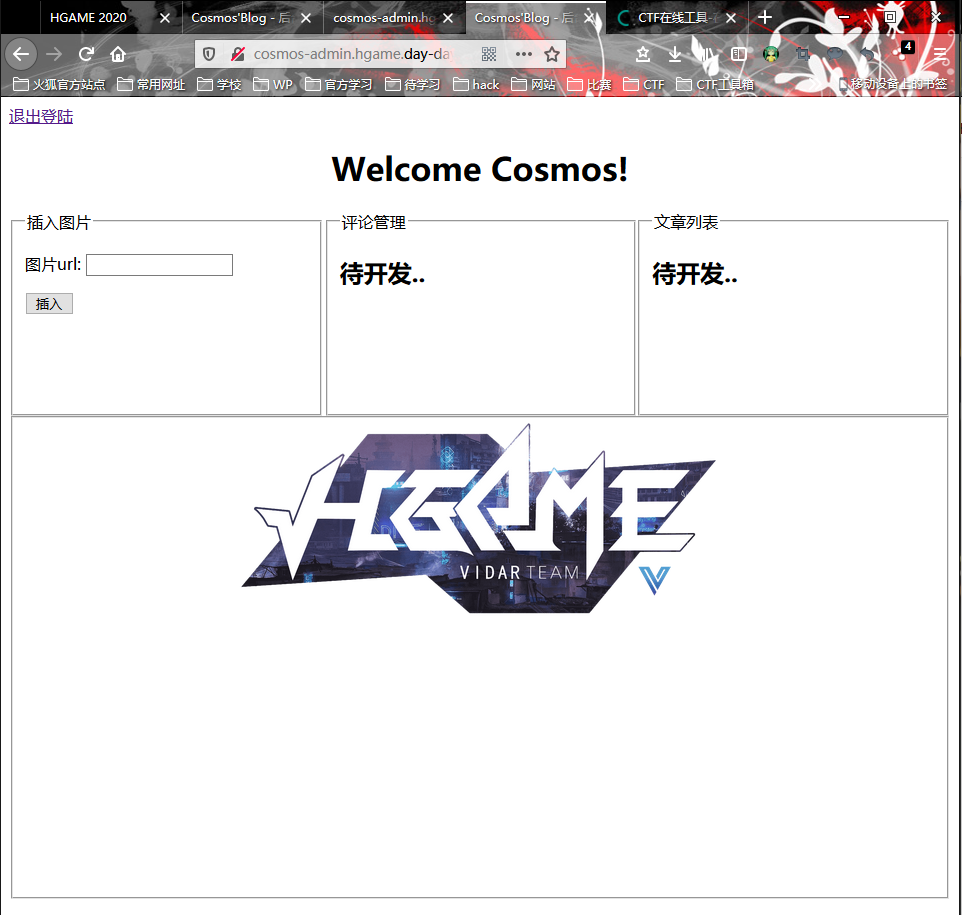 HGAME 2020
Cosmos'Blog - 后
cosmos-admin.hg
Cosmos'Blog - 后
CTF在线工具-
cosmos-admin.hgame.day-da
4
火狐官方站点 常用网址 学校 WP 官方学习 待学习 hack 网站 比赛 CTF CTF工具箱 移动设备上的书签
退出登陆
Welcome Cosmos!
插入图片
图片url:
插入
评论管理
待开发..
文章列表
待开发..
HGAME
VIDAR TEAM